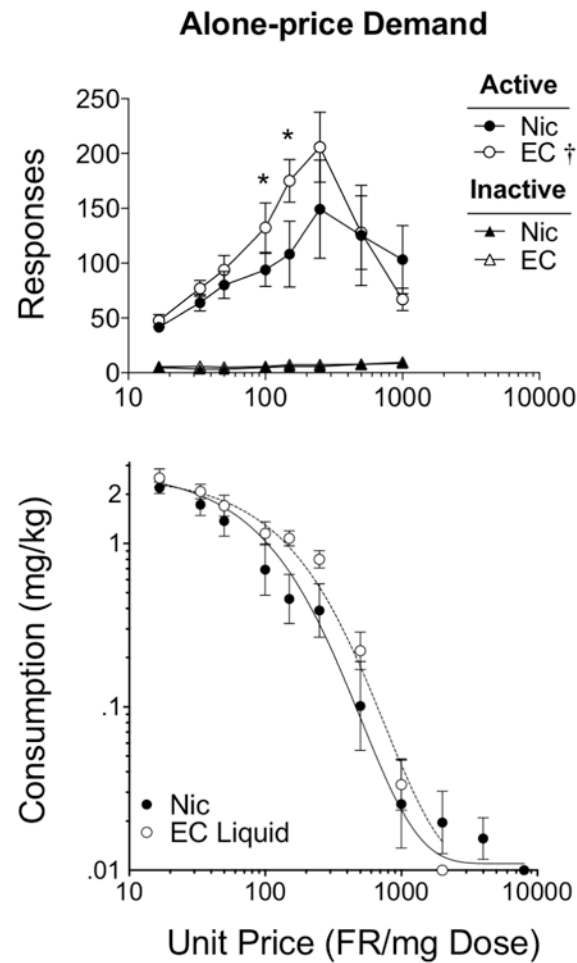 Alone-price Demand
Responses
250
200
150
100
50
0
10
100
1000
10000
*
*
Active
Nic
EC †
Inactive
Nic
EC
Consumption (mg/kg)
2
1
.1
.01
Nic
EC Liquid
10
100
1000
10000
Unit Price (FR/mg Dose)